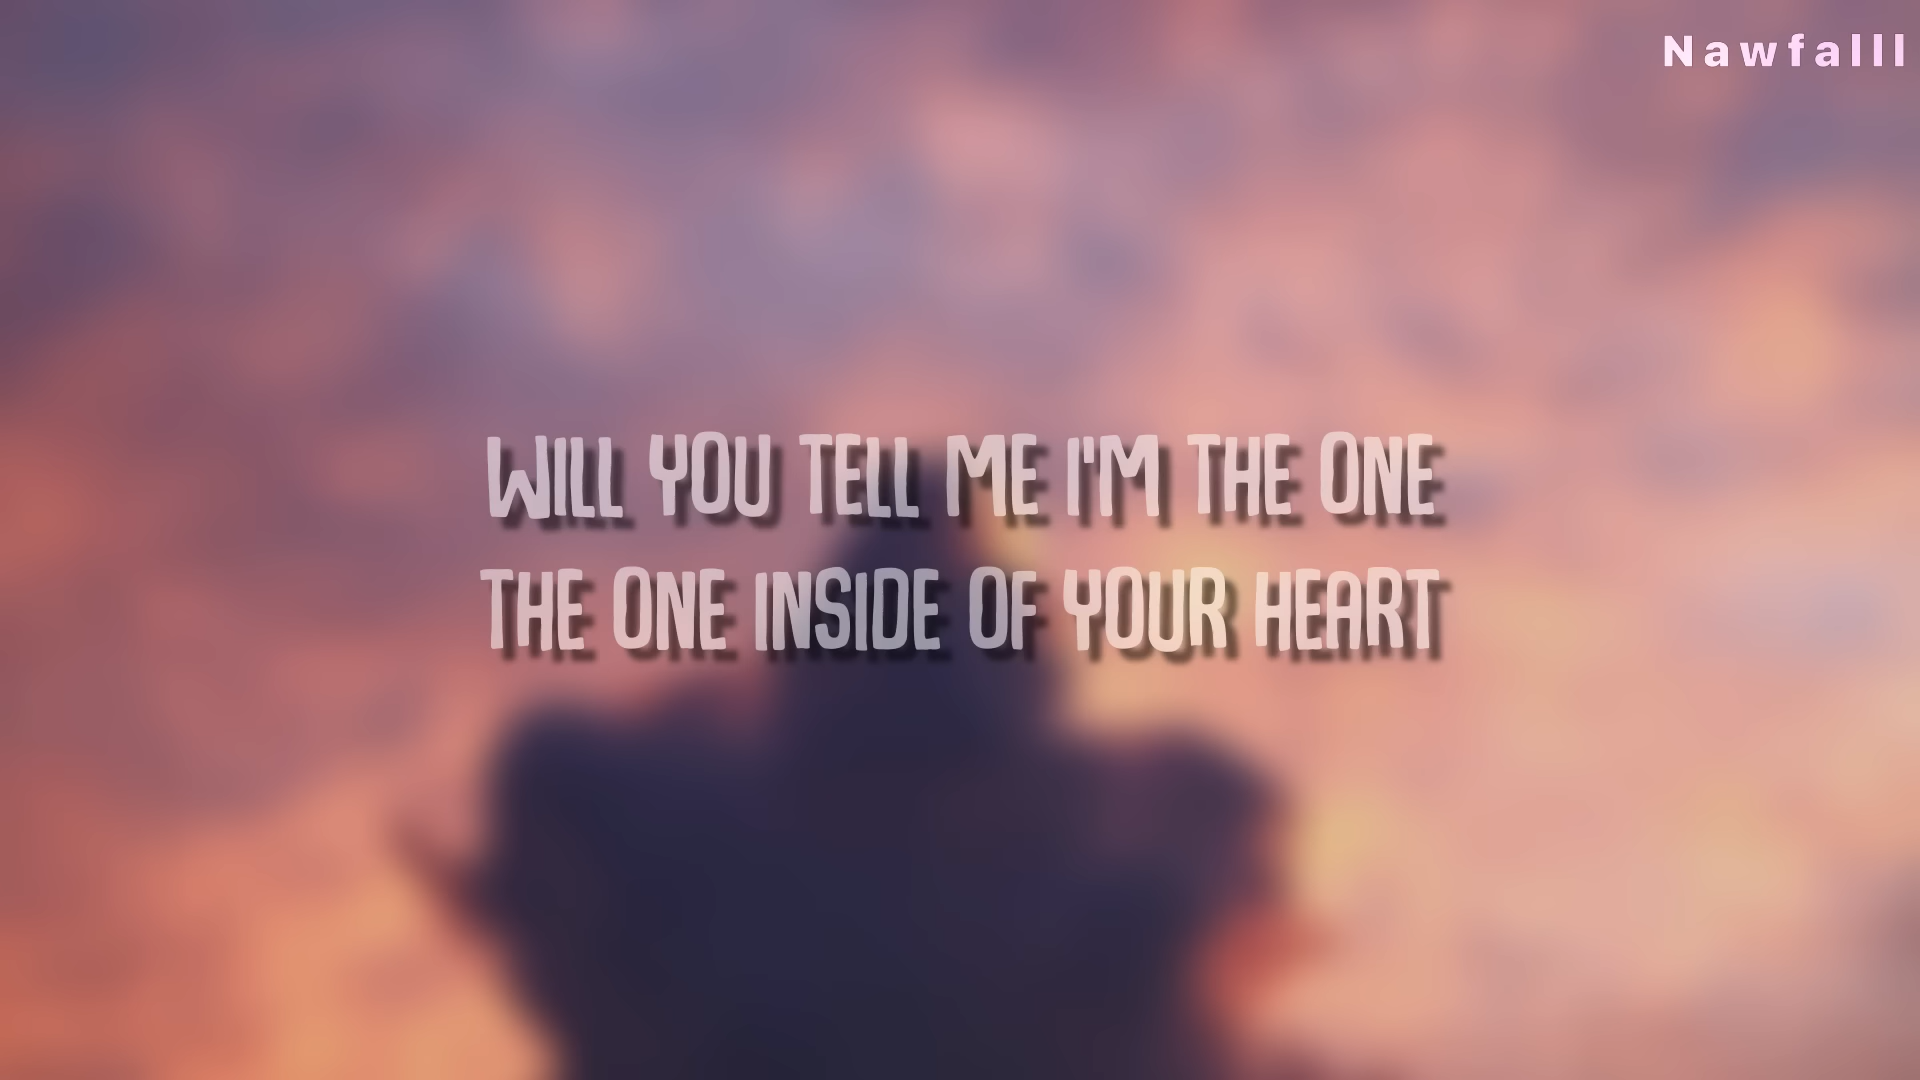 Nawfalll
WILL YOU TELL ME I'M THE ONE
THE ONE INSIDE OF YOUR HEART